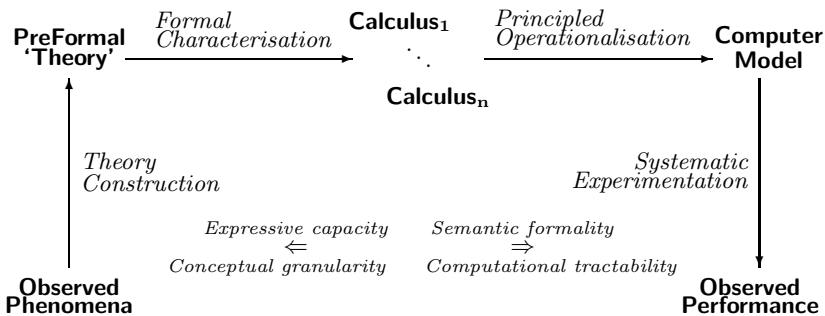 PreFormal
'Theory'
Formal
Characterisation
Calculus1
Calculusn
Principled
Operationalisation
Computer
Model
Theory
Construction
Systematic
Experimentation
Expressive capacity
⇐
Conceptual granularity
Semantic formality
⇒
Computational tractability
Observed
Phenomena
Observed
Performance